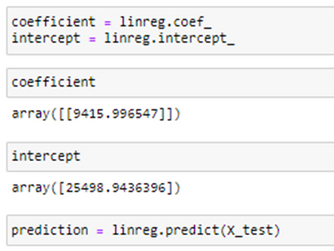 coefficient = linreg.coef_
intercept = linreg.intercept_
coefficient
array([[9415.996547]])
intercept
array([25498.9436396])
prediction = linreg.predict(X_test)